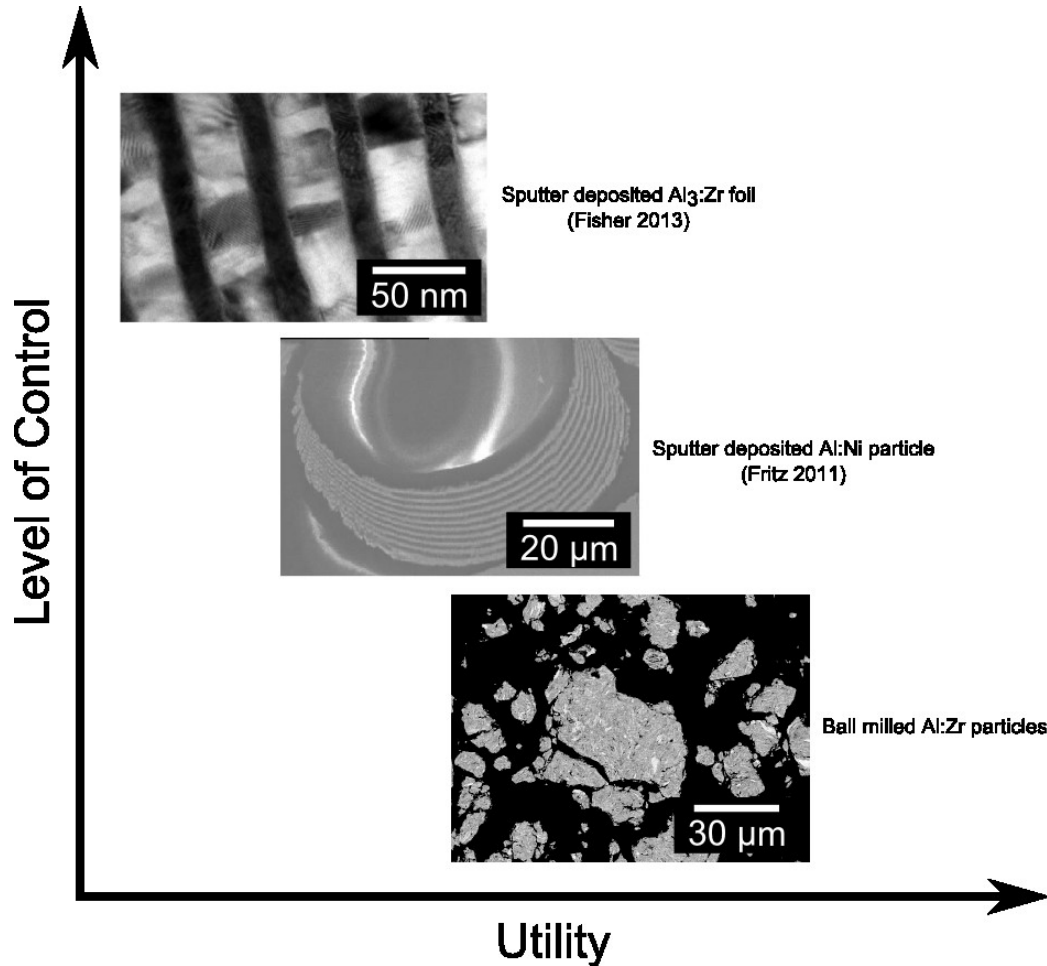 Sputter deposited Al₃:Zr foil
(Fisher 2013)
50 nm
Level of Control
Sputter deposited Al:Ni particle
(Fritz 2011)
20 μm
Ball milled Al:Zr particles
30 μm
Utility